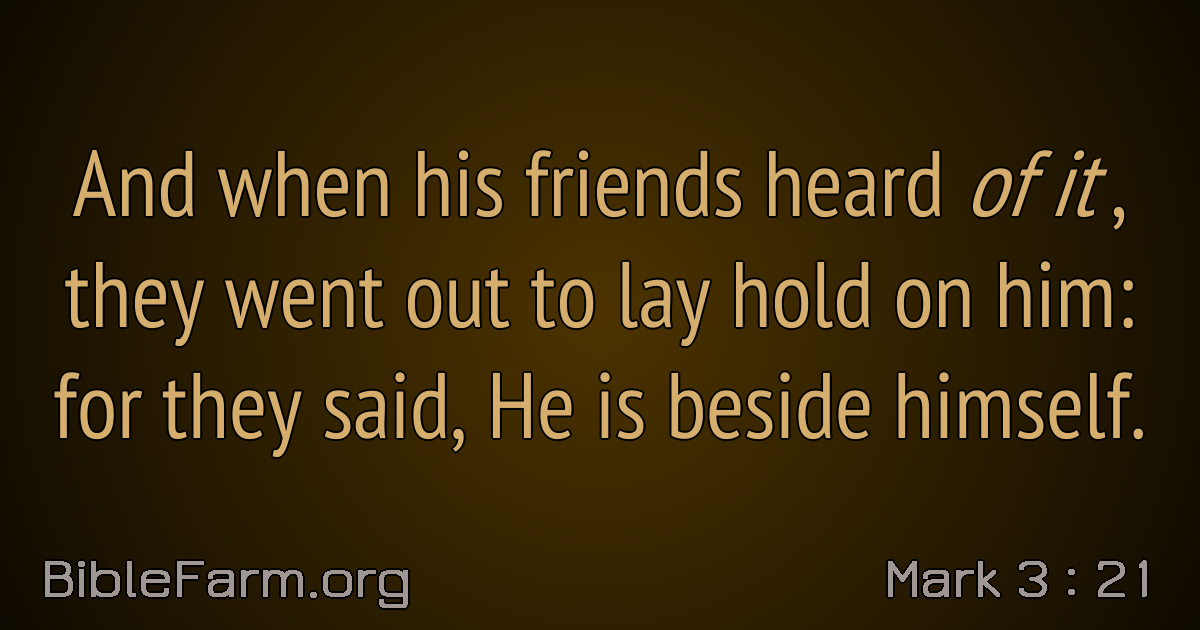 And when his friends heard of it,
they went out to lay hold on him:
for they said, He is beside himself.
BibleFarm.org
Mark 3 : 21